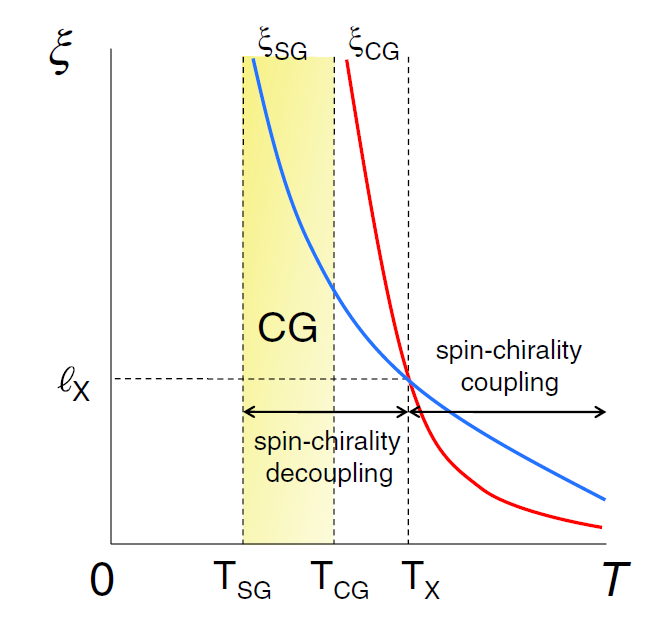 ξ
ξSG
ξCG
CG
spin-chirality
coupling
ℓX
spin-chirality
decoupling
0
TSG
TCG
TX
T